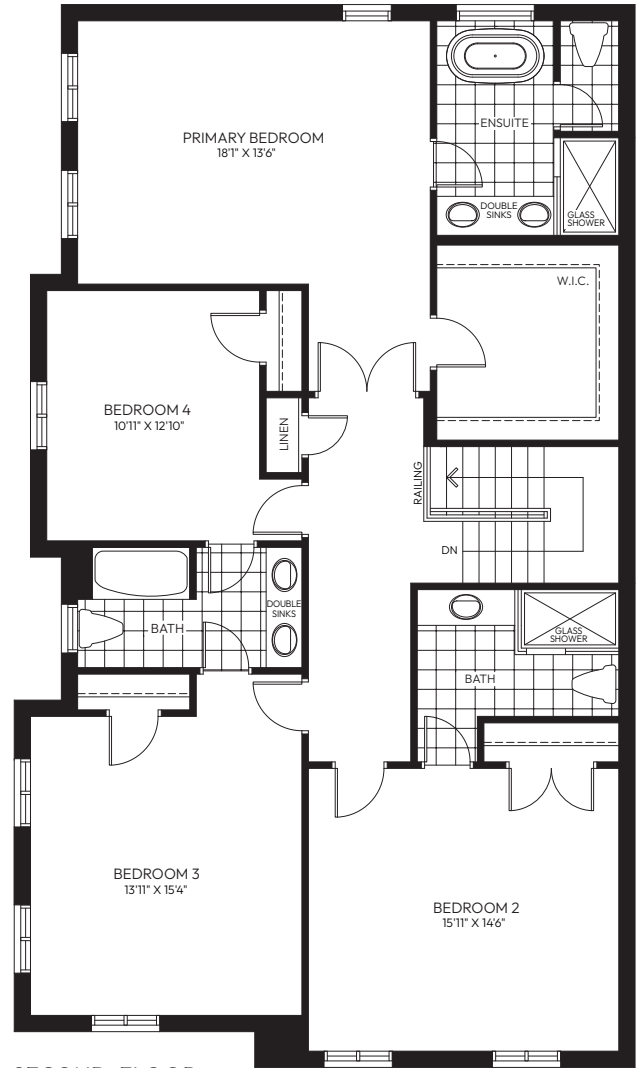 PRIMARY BEDROOM
18'1" X 13'6"
ENSUITE
DOUBLE
SINKS
GLASS
SHOWER
W.I.C.
BEDROOM 4
10'11" X 12'10"
LINEN
RAILING
DN
BATH
DOUBLE
SINKS
GLASS
SHOWER
BATH
BEDROOM 3
13'11" X 15'4"
BEDROOM 2
15'11" X 14'6"
SECOND FLOOR